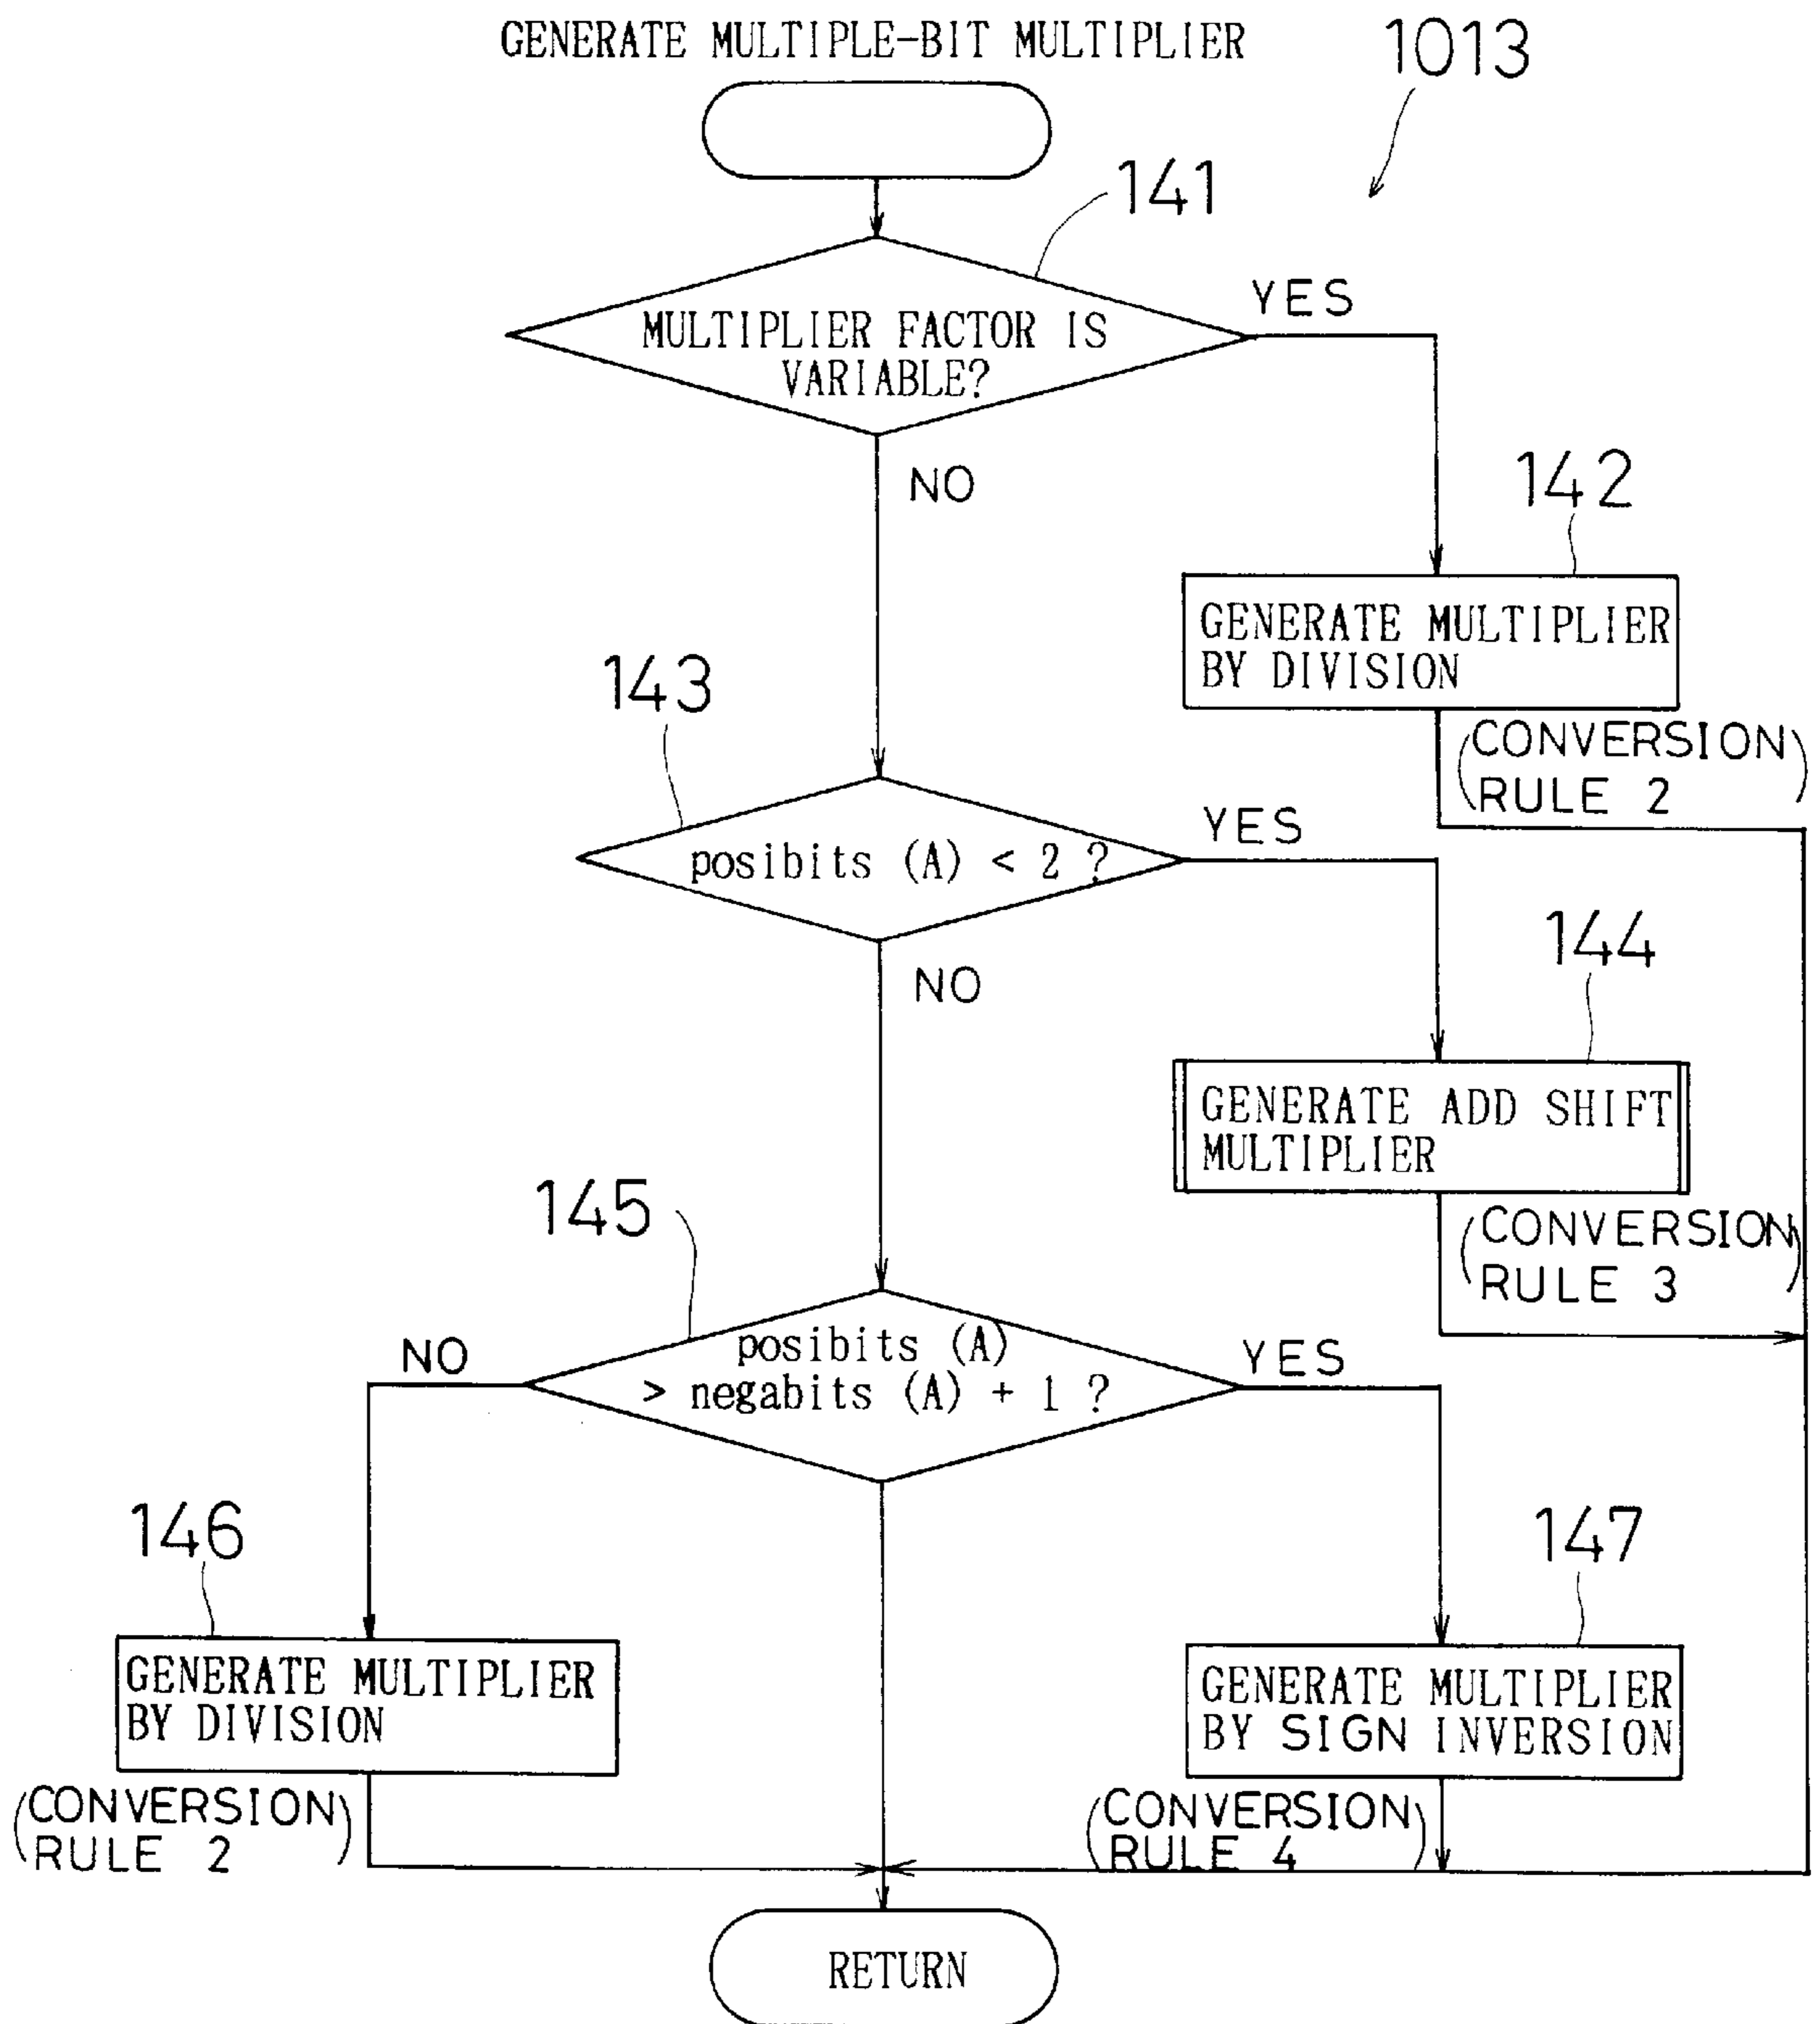 GENERATE MULTIPLE-BIT MULTIPLIER
1013
141
MULTIPLIER FACTOR IS
VARIABLE?
YES
NO
142
GENERATE MULTIPLIER
BY DIVISION
(CONVERSION
RULE 2)
143
posibits (A) < 2 ?
YES
NO
144
GENERATE ADD SHIFT
MULTIPLIER
(CONVERSION
RULE 3)
145
posibits (A)
> negabits (A) + 1 ?
NO
YES
146
GENERATE MULTIPLIER
BY DIVISION
(CONVERSION
RULE 2)
147
GENERATE MULTIPLIER
BY SIGN INVERSION
(CONVERSION
RULE 4)
RETURN